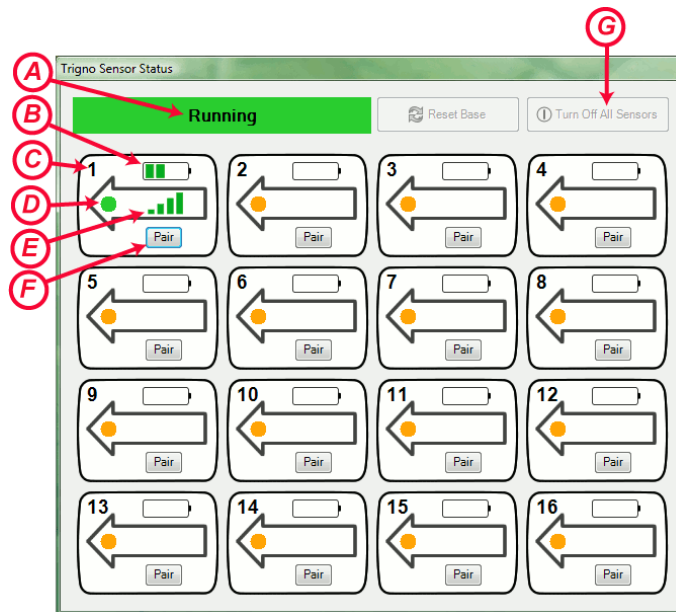 G
Trigno Sensor Status
A
Running
Reset Base
Turn Off All Sensors
B
C
D
E
F
1
Pair
2
Pair
3
Pair
4
Pair
5
Pair
6
Pair
7
Pair
8
Pair
9
Pair
10
Pair
11
Pair
12
Pair
13
Pair
14
Pair
15
Pair
16
Pair